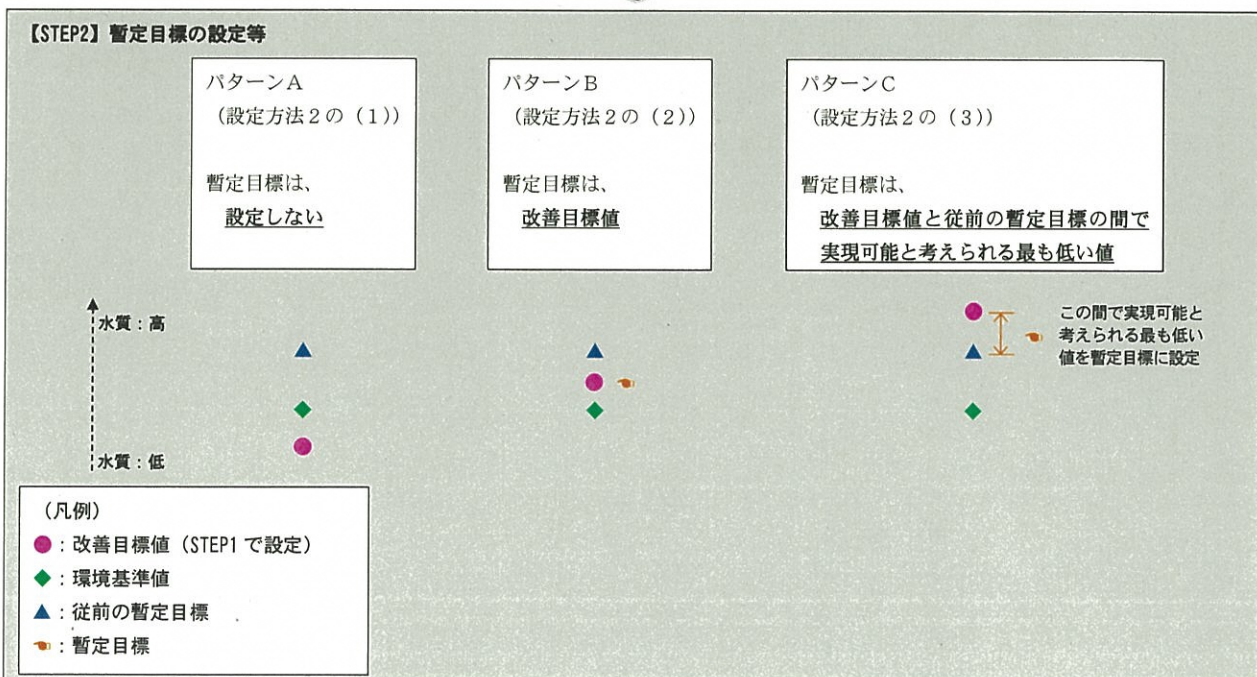 【STEP2】暫定目標の設定等
パターンA
(設定方法2の(1))
暫定目標は、
設定しない
パターンB
(設定方法2の(2))
暫定目標は、
改善目標値
パターンC
(設定方法2の(3))
暫定目標は、
改善目標値と従前の暫定目標の間で
実現可能と考えられる最も低い値
水質:高
水質:低
この間で実現可能と
考えられる最も低い
値を暫定目標に設定
(凡例)
●:改善目標値(STEP1で設定)
◆:環境基準値
▲:従前の暫定目標
☚:暫定目標